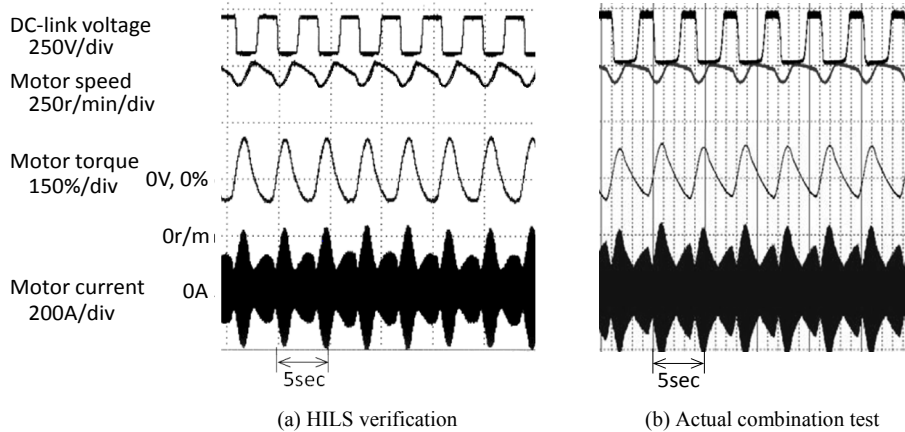 DC-link voltage
250V/div
Motor speed
250r/min/div
Motor torque
150%/div
0V, 0%
0r/m
Motor current
200A/div
0A
5sec
5sec
(a) HILS verification
(b) Actual combination test